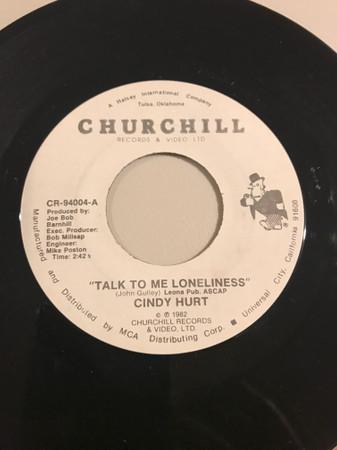 A Halsey International Company
Tulsa, Oklahoma
CHURCHILL
RECORDS & VIDEO LTD
CR-94004-A
Produced by:
Joe Bob
Barnhill
Exec. Producer:
Bob Millsap
Engineer:
Mike Poston
Time: 2:42
"TALK TO ME LONELINESS"
(John Gulley) Leona Pub. ASCAP
CINDY HURT
© ℗ 1982
CHURCHILL RECORDS
& VIDEO, LTD.
Manufactured and Distributed by MCA Distributing Corp. ■ Universal City, California 91608